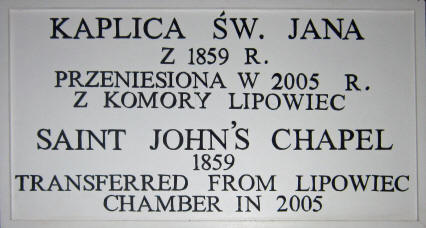 KAPLICA ŚW. JANA
Z 1859 R.
PRZENIESIONA W 2005 R.
Z KOMORY LIPOWIEC
SAINT JOHN'S CHAPEL
1859
TRANSFERRED FROM LIPOWIEC
CHAMBER IN 2005